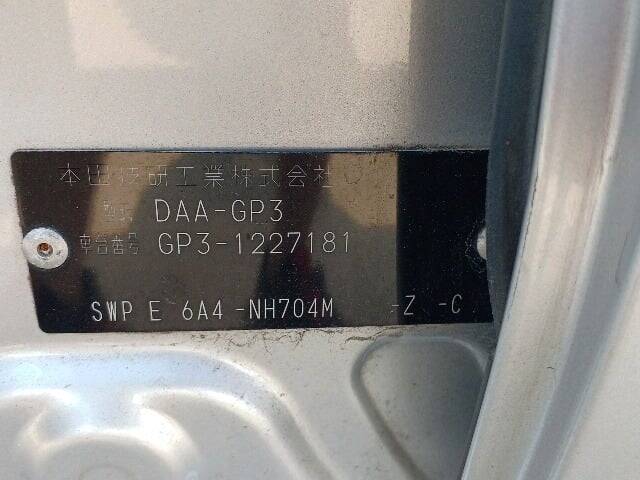 本田技研工業株式会社
型式 DAA-GP3
車台番号 GP3-1227181
SWP E 6A4 -NH704M -Z -C